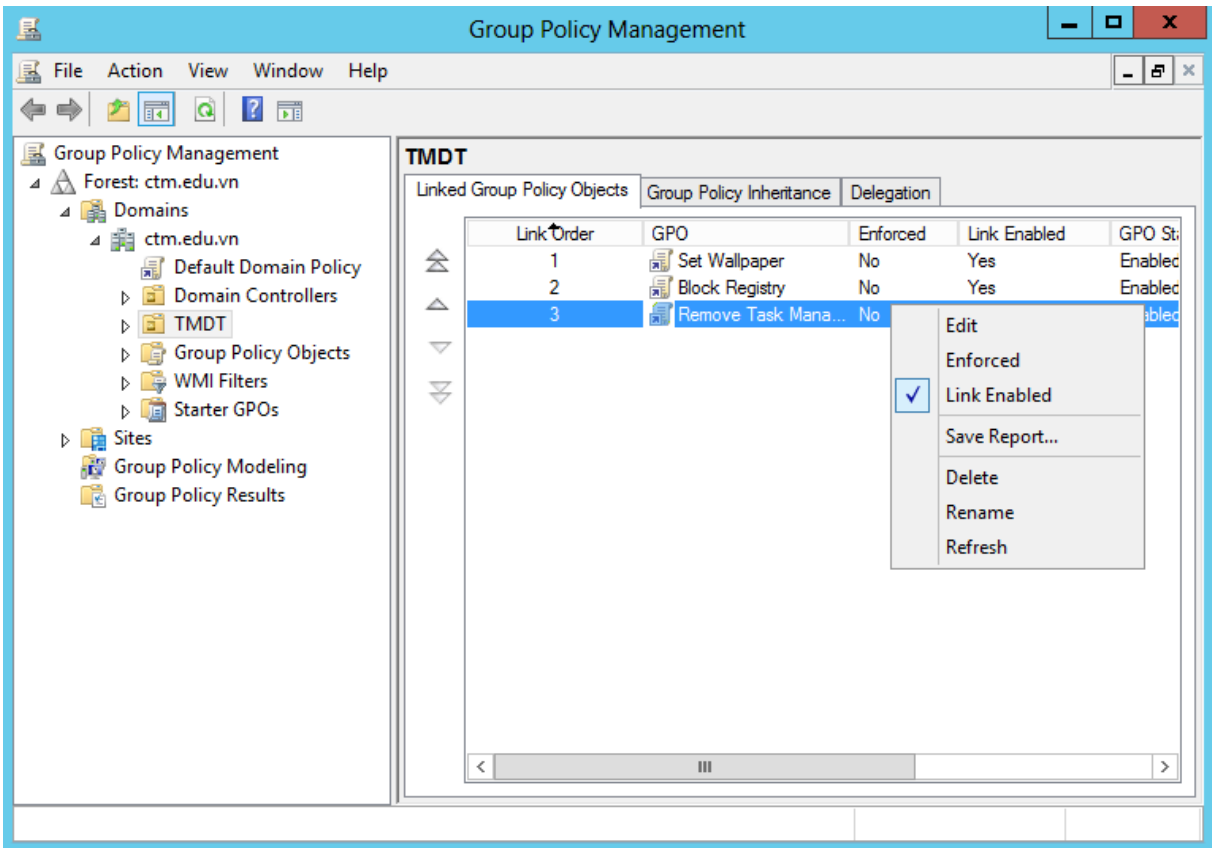 Group Policy Management
File Action View Window Help
Group Policy Management
Forest: ctm.edu.vn
Domains
ctm.edu.vn
Default Domain Policy
Domain Controllers
TMDT
Group Policy Objects
WMI Filters
Starter GPOs
Sites
Group Policy Modeling
Group Policy Results
TMDT
Linked Group Policy Objects Group Policy Inheritance Delegation
Link Order GPO Enforced Link Enabled GPO
1 Set Wallpaper No Yes Enabled
2 Block Registry No Yes Enabled
3 Remove Task Mana... No
Edit
Enforced
Link Enabled
Save Report...
Delete
Rename
Refresh